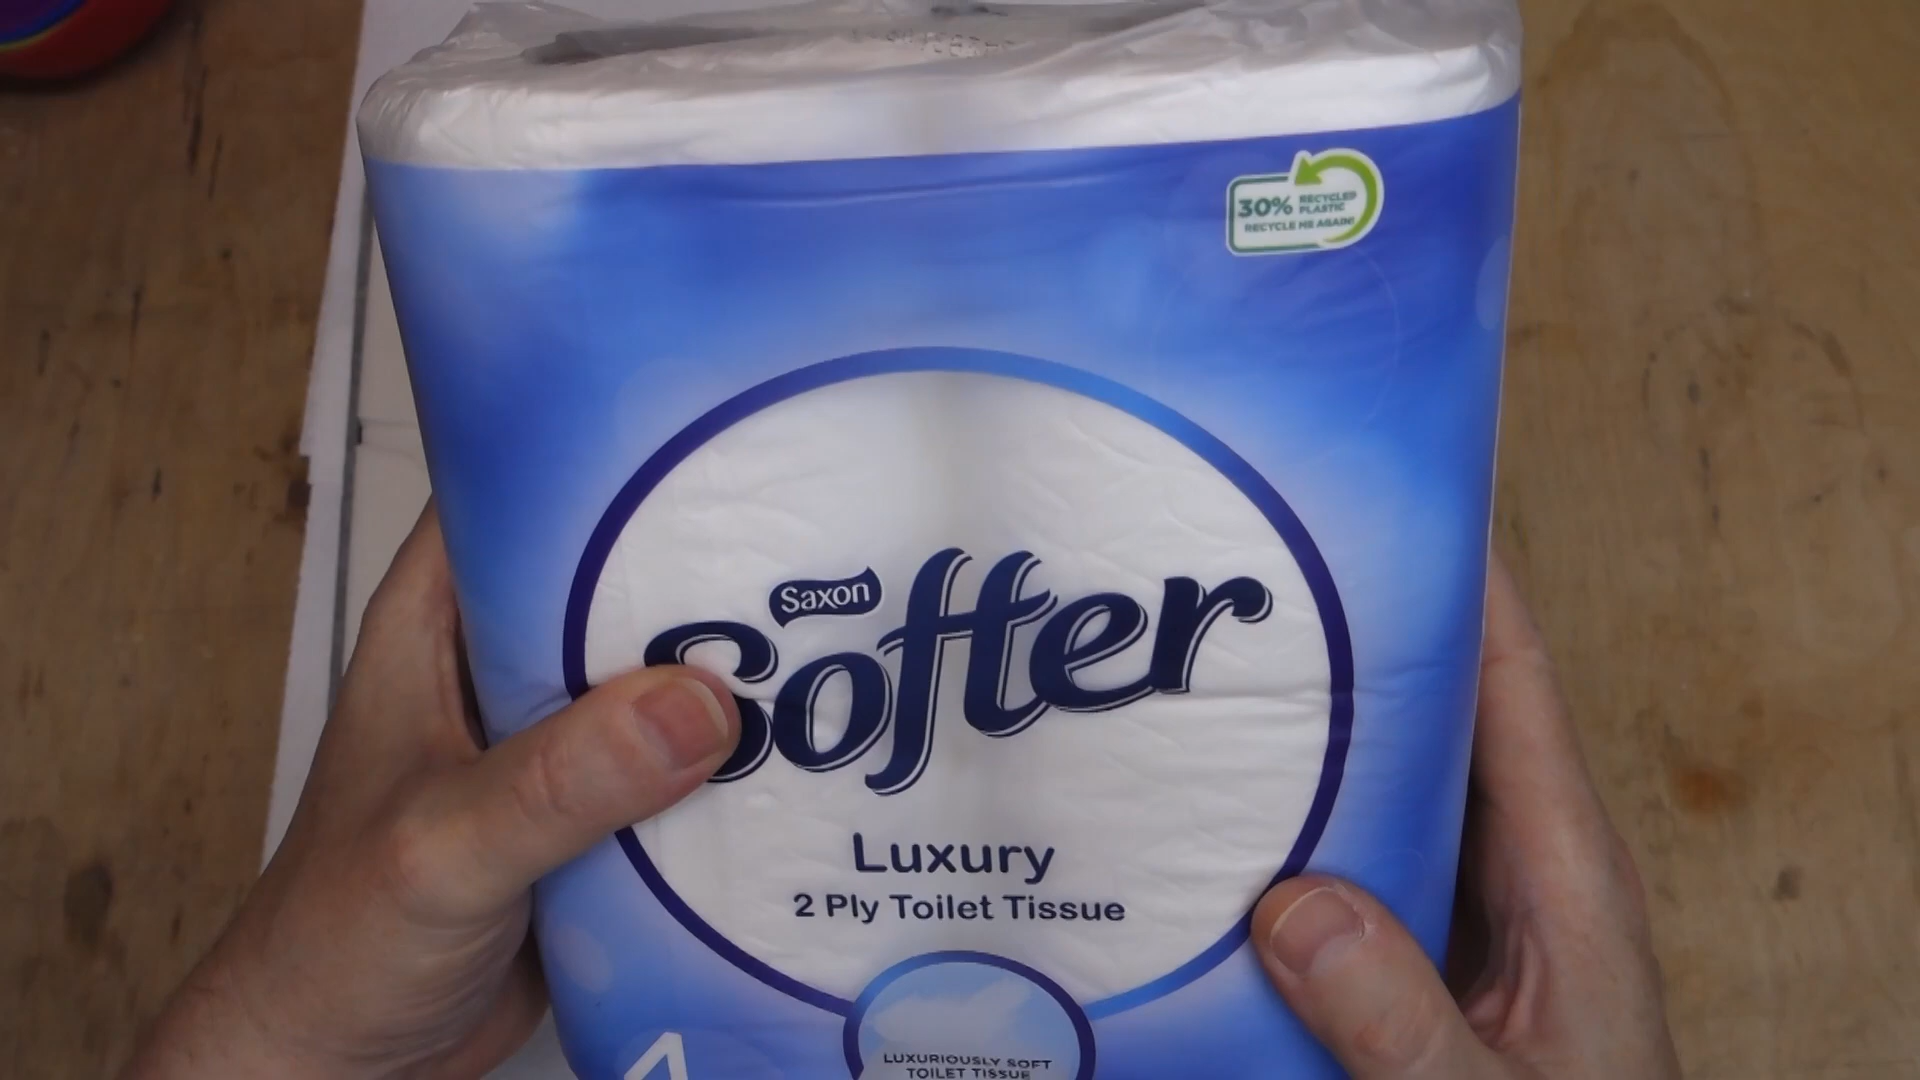 30% RECYCLED
PLASTIC
RECYCLE ME AGAIN!
Saxon
Softer
Luxury
2 Ply Toilet Tissue
LUXURIOUSLY SOFT
TOILET TISSUE